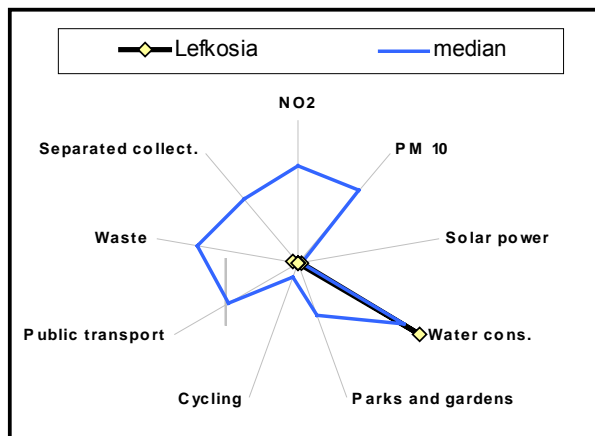 Lefkosia median
NO2
Separated collect. PM 10
Waste Solar power
Public transport Water cons.
Cycling Parks and gardens